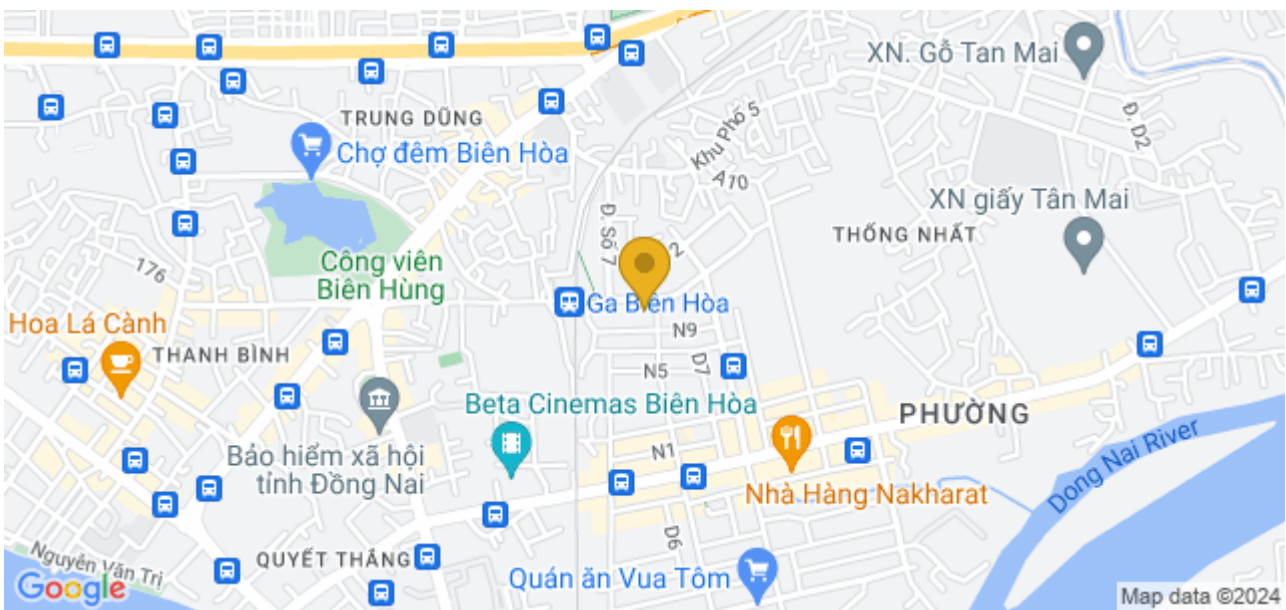 XN. Gỗ Tan Mai
TRUNG DŨNG
Khu Phố 5
Đ. D2
Chợ đêm Biên Hòa
A70
XN giấy Tân Mai
Đ. Số 7
2
THỐNG NHẤT
176
Công viên
Biên Hùng
Ga Biên Hòa
Hoa Lá Cành
N9
THANH BÌNH
N5
D7
Beta Cinemas Biên Hòa
PHƯỜNG
Bảo hiểm xã hội
tỉnh Đồng Nai
N1
Dong Nai River
Nhà Hàng Nakharat
D6
Nguyễn Văn Trị
QUYẾT THẮNG
Quán ăn Vua Tôm
Google
Map data ©2024